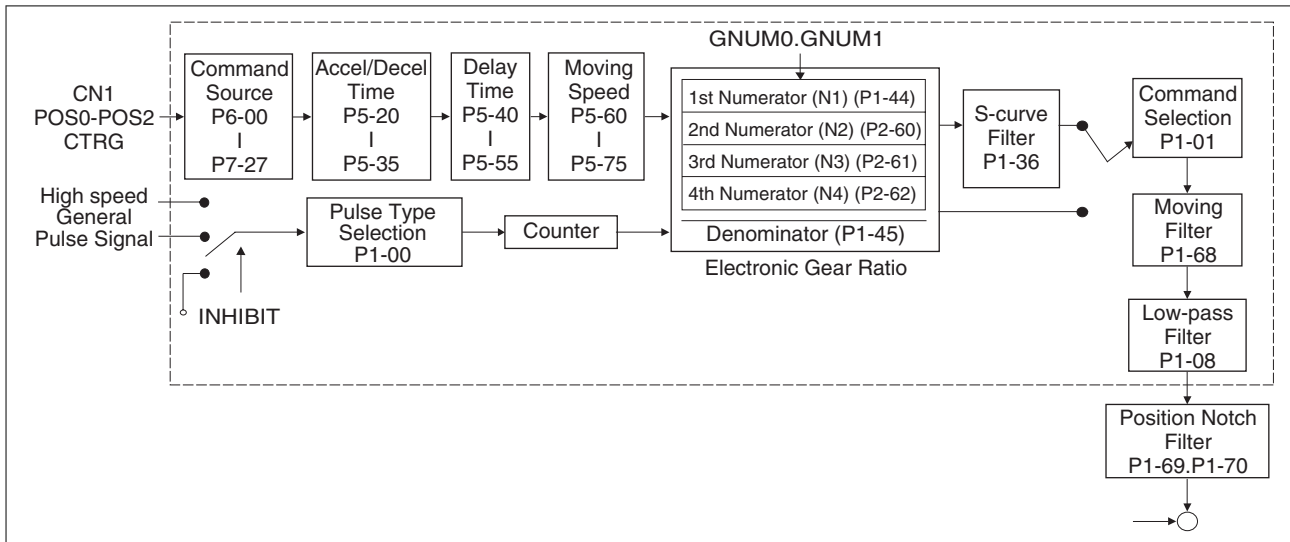 GNUM0.GNUM1
CN1
POS0-POS2
CTRG
Command
Source
P6-00
I
P7-27
Accel/Decel
Time
P5-20
I
P5-35
Delay
Time
P5-40
I
P5-55
Moving
Speed
P5-60
I
P5-75
1st Numerator (N1) (P1-44)
2nd Numerator (N2) (P2-60)
3rd Numerator (N3) (P2-61)
4th Numerator (N4) (P2-62)
Denominator (P1-45)
Electronic Gear Ratio
S-curve
Filter
P1-36
Command
Selection
P1-01
High speed
General
Pulse Signal
Pulse Type
Selection
P1-00
Counter
INHIBIT
Moving
Filter
P1-68
Low-pass
Filter
P1-08
Position Notch
Filter
P1-69.P1-70